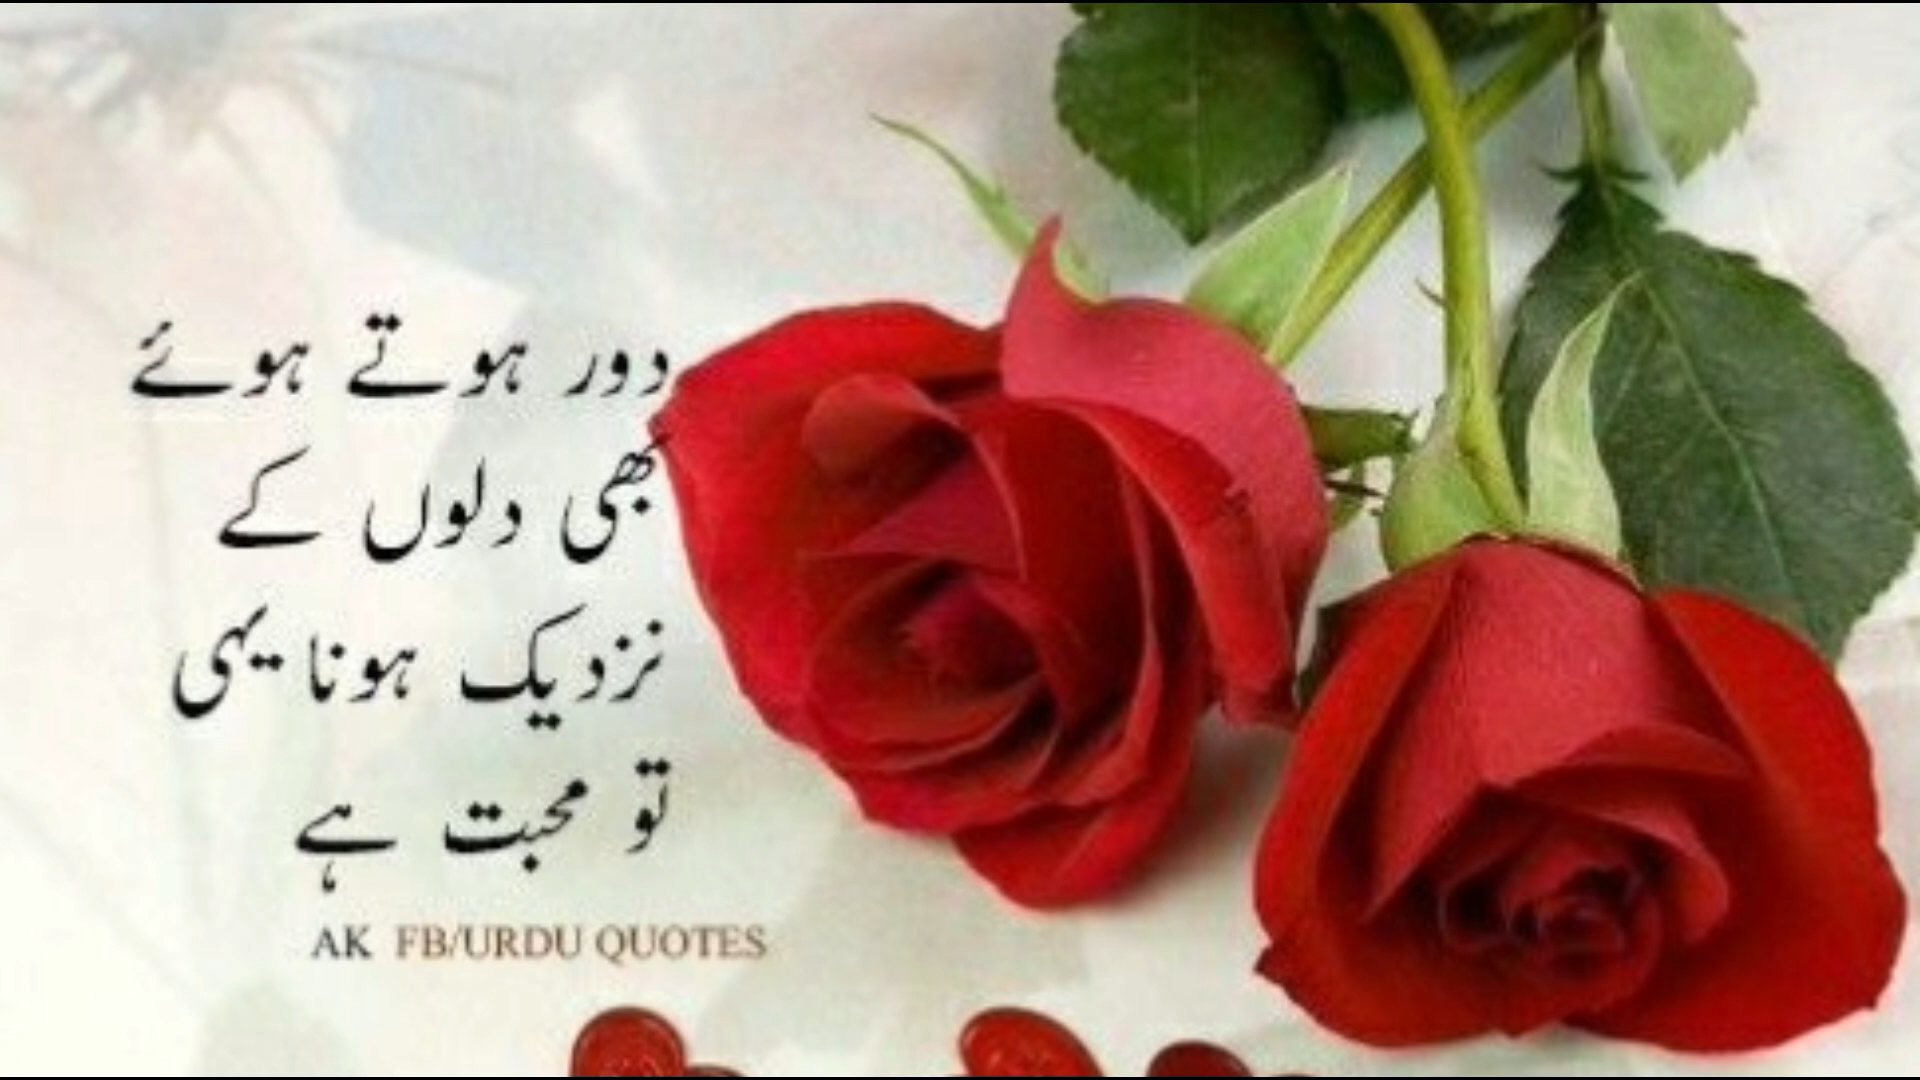 دور ہوتے ہوئے
بھی دلوں کے
نزدیک ہونا یہی
تو محبت ہے
AK FB/URDU QUOTES